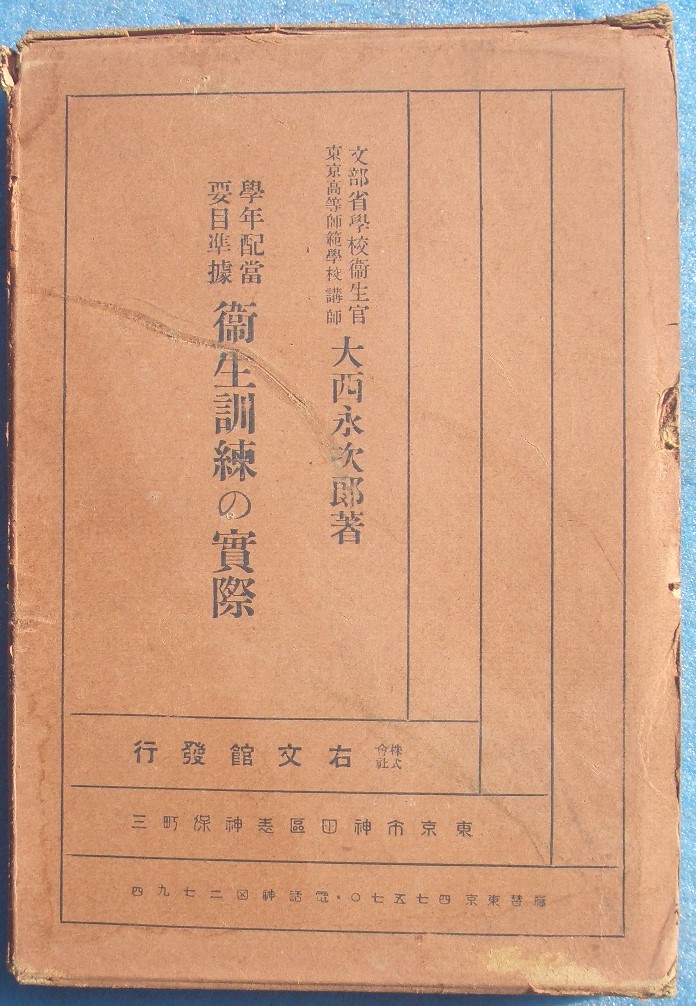 文部省學校衞生官
東京高等師範學校講師
大西永次郎著
學年配當
要目準據
衞生訓練の實際
株式會社 右文館發行
東京市神田區表神保町三
振替東京四七五七〇・電話神田二七九四